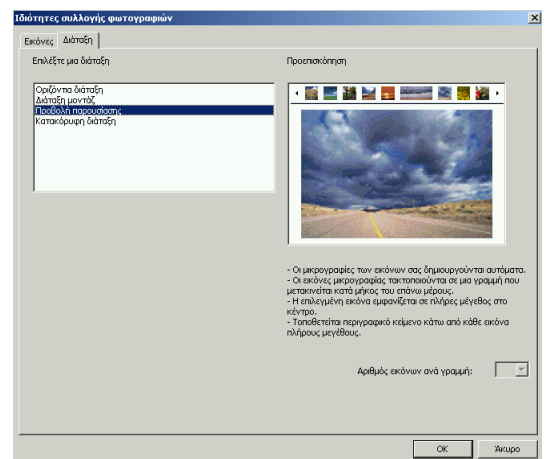 Ιδιότητες συλλογής φωτογραφιών
Εικόνες Διάταξη
Επιλέξτε μια διάταξη
Προεπισκόπηση
Οριζόντια διάταξη
Διάταξη μοντάζ
Προβολή παρουσίασης
Κατακόρυφη διάταξη
- Οι μικρογραφίες των εικόνων σας δημιουργούνται αυτόματα.
- Οι εικόνες μικρογραφίας τακτοποιούνται σε μια γραμμή που
μετακινείται κατά μήκος του επάνω μέρους.
- Η επιλεγμένη εικόνα εμφανίζεται σε πλήρες μέγεθος στο
κέντρο.
- Τοποθετείται περιγραφικό κείμενο κάτω από κάθε εικόνα
πλήρους μεγέθους.
Αριθμός εικόνων ανά γραμμή:
OK
Άκυρο